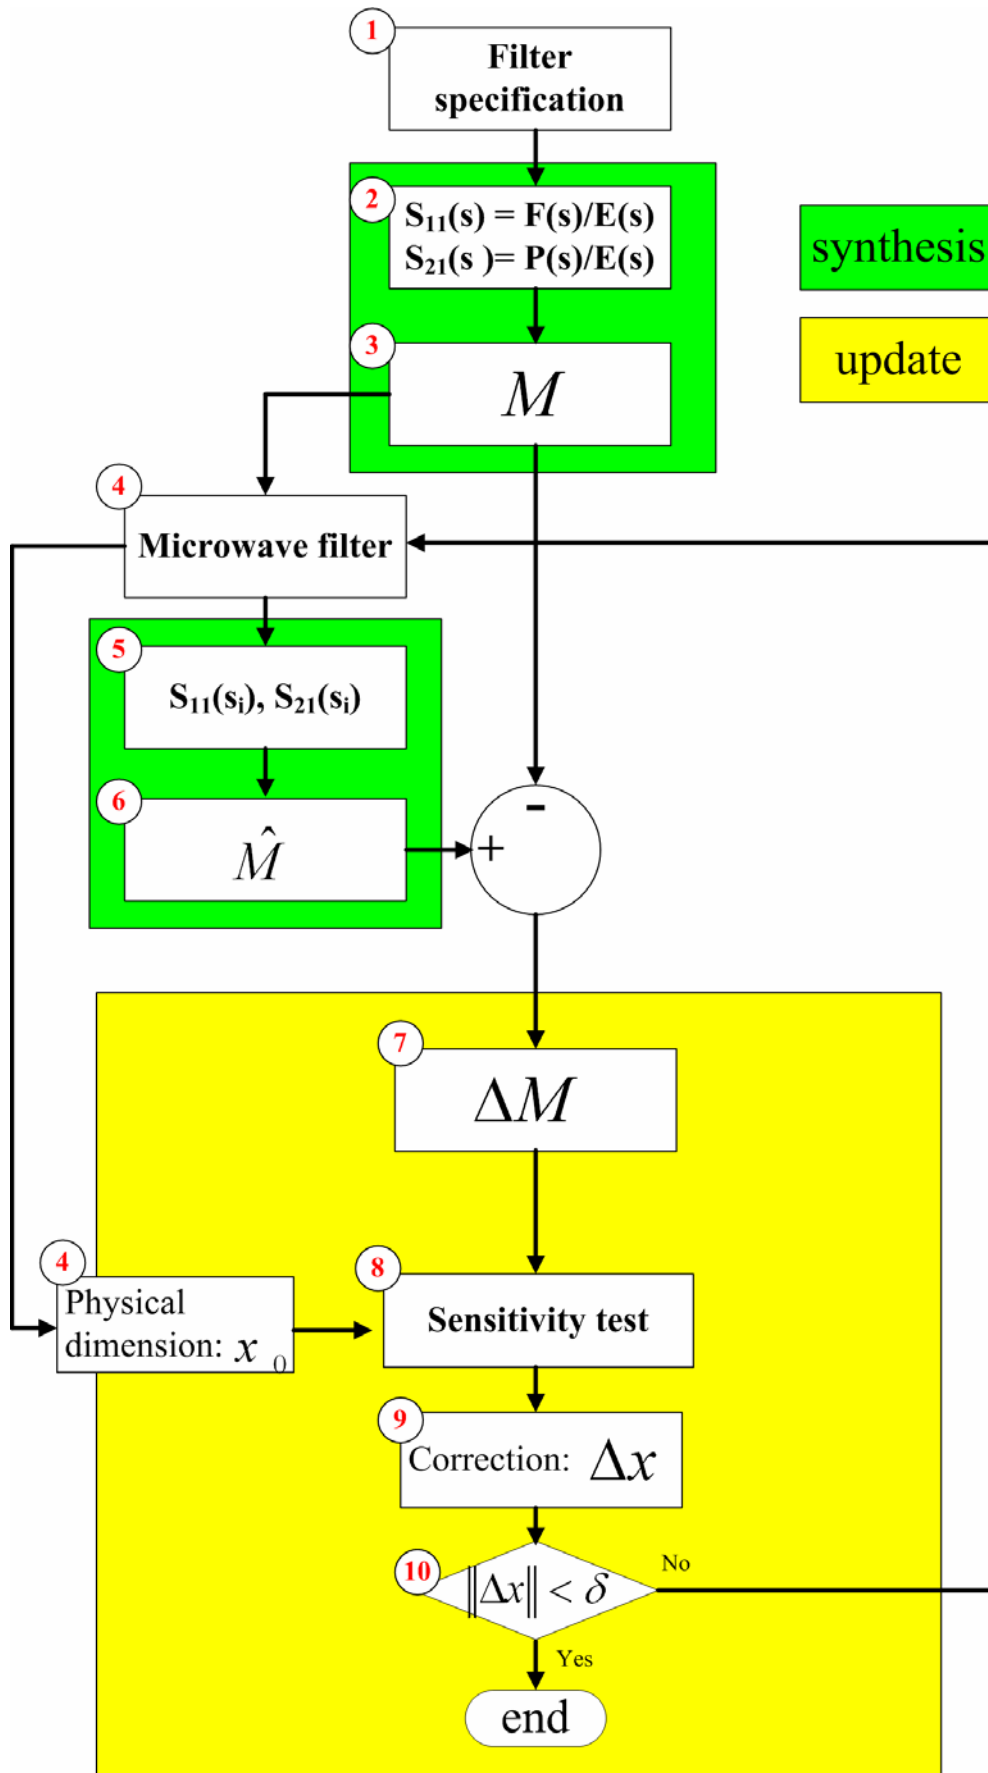 1
Filter
specification
2
S₁₁(s) = F(s)/E(s)
S₂₁(s )= P(s)/E(s)
synthesis
3
M
update
4
Microwave filter
5
S₁₁(sᵢ), S₂₁(sᵢ)
6
M̂
-
+
7
ΔM
4
Physical
dimension: x ₀
8
Sensitivity test
9
Correction: Δx
10
‖Δx‖ < δ
No
Yes
end